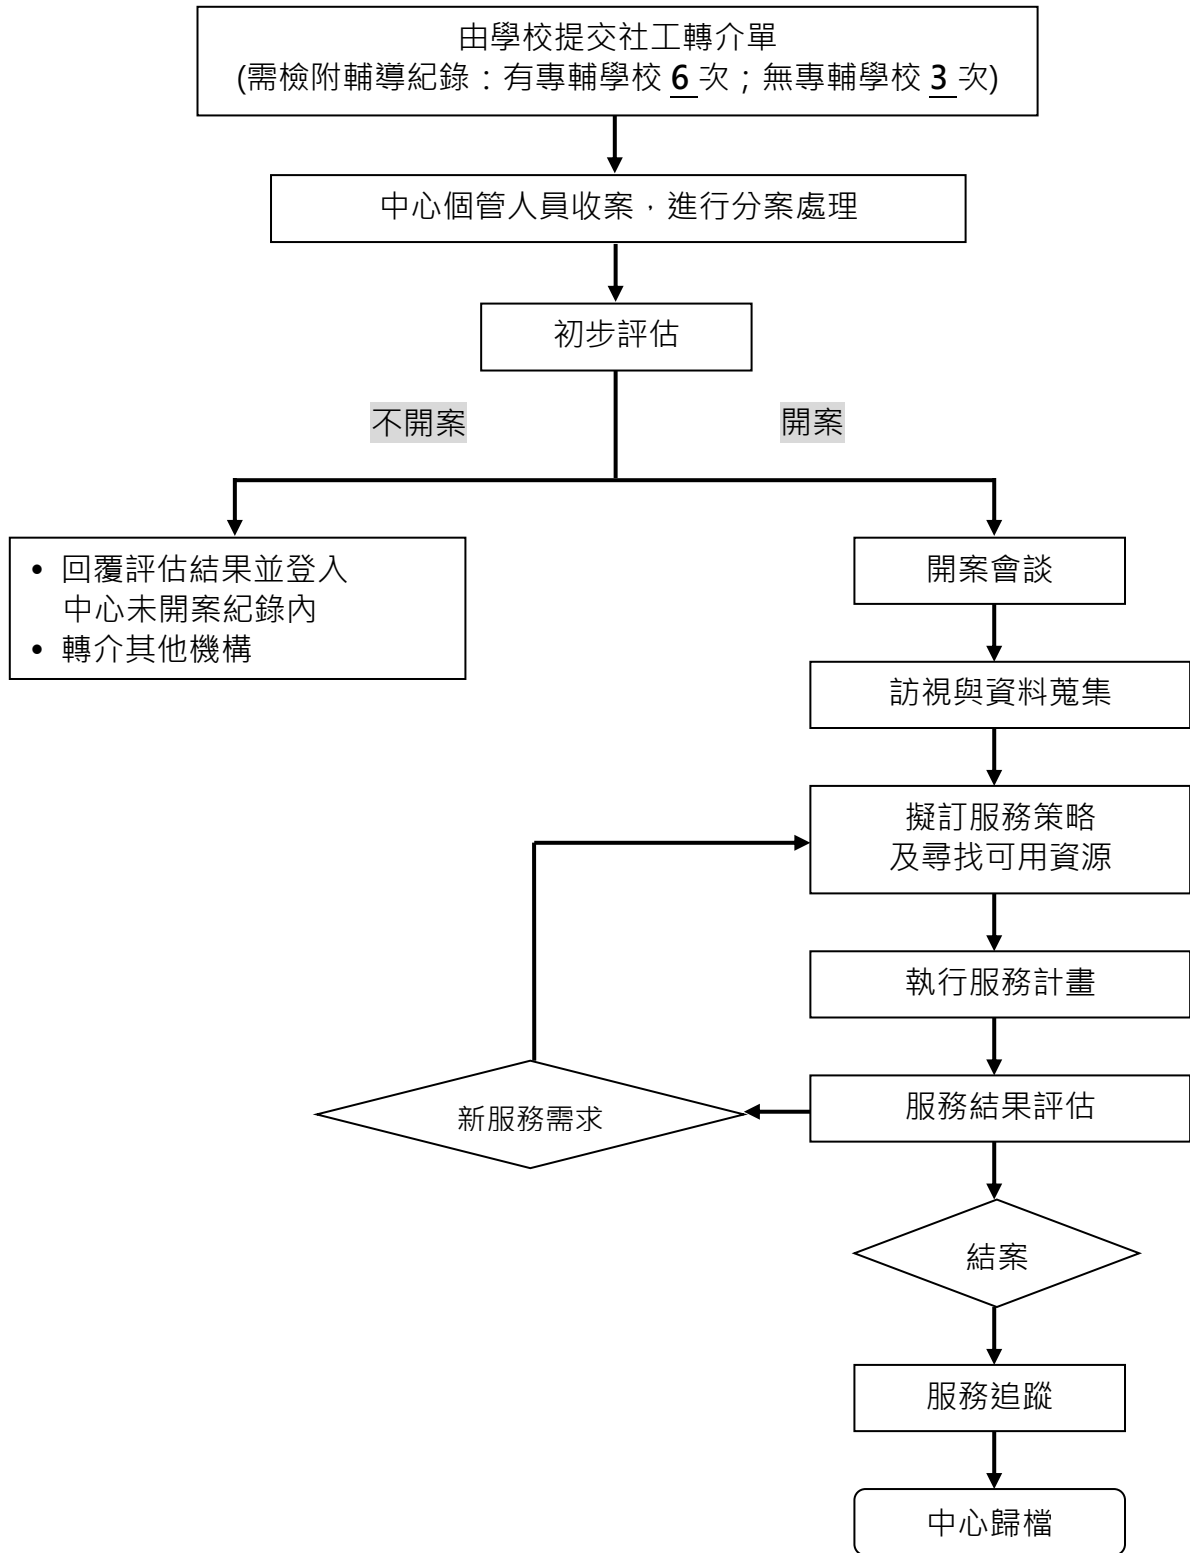 由學校提交社工轉介單
(需檢附輔導紀錄：有專輔學校 6 次；無專輔學校 3 次)
中心個管人員收案，進行分案處理
初步評估
不開案
開案
• 回覆評估結果並登入
中心未開案紀錄內
• 轉介其他機構
開案會談
訪視與資料蒐集
擬訂服務策略
及尋找可用資源
執行服務計畫
服務結果評估
新服務需求
結案
服務追蹤
中心歸檔